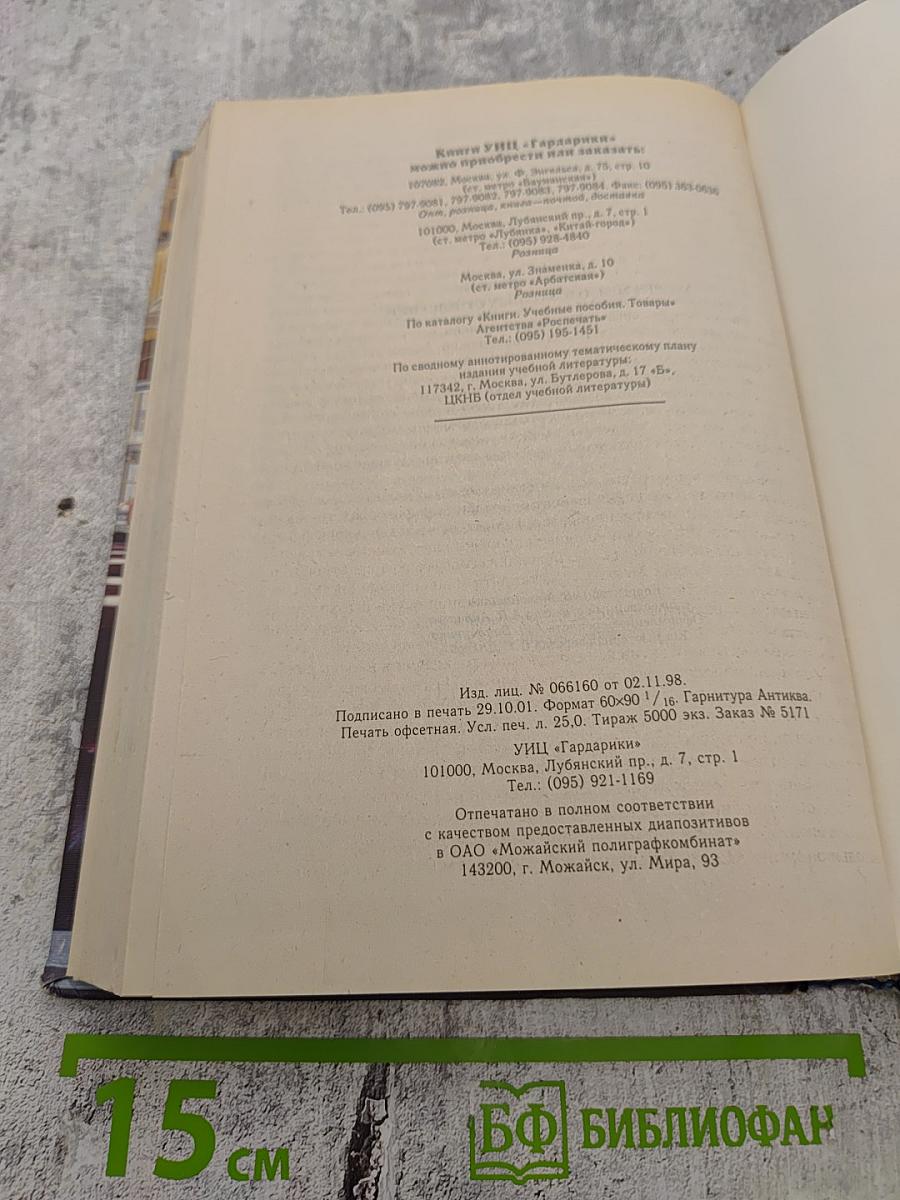 Книги УИЦ «Гардарики»
можно приобрести или заказать:
107082, Москва, ул. Ф. Энгельса, д. 75, стр. 10
(ст. метро «Бауманская»)
Тел.: (095) 797-9081, 797-9082, 797-9083, 797-9084. Факс: (095) 363-0636
Опт, розница, книга—почтой, доставка
101000, Москва, Лубянский пр., д. 7, стр. 1
(ст. метро «Лубянка», «Китай-город»)
Тел.: (095) 928-4840
Розница
Москва, ул. Знаменка, д. 10
(ст. метро «Арбатская»)
Розница
По каталогу «Книги. Учебные пособия. Товары»
Агентства «Роспечать»
Тел.: (095) 195-1451
По сводному аннотированному тематическому плану
издания учебной литературы:
117342, г. Москва, ул. Бутлерова, д. 17 «Б»,
ЦКНБ (отдел учебной литературы)
Изд. лиц. № 066160 от 02.11.98.
Подписано в печать 29.10.01. Формат 60×90 1/16. Гарнитура Антиква.
Печать офсетная. Усл. печ. л. 25,0. Тираж 5000 экз. Заказ № 5171
УИЦ «Гардарики»
101000, Москва, Лубянский пр., д. 7, стр. 1
Тел.: (095) 921-1169
Отпечатано в полном соответствии
с качеством предоставленных диапозитивов
в ОАО «Можайский полиграфкомбинат»
143200, г. Можайск, ул. Мира, 93
15 см
БФ БИБЛИОФАН